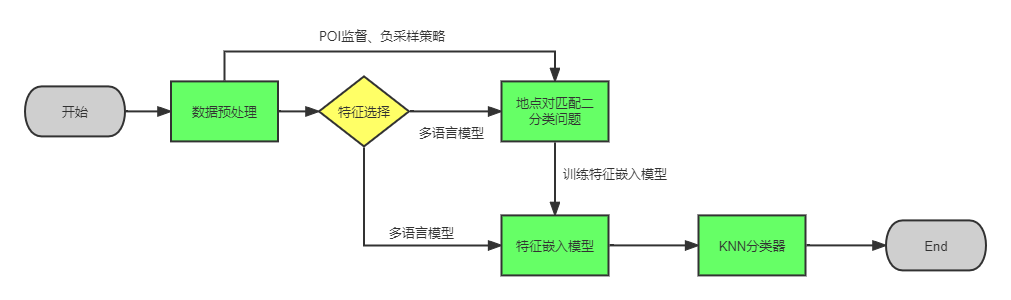 POI监督、负采样策略
开始
数据预处理
特征选择
多语言模型
地点对匹配二
分类问题
训练特征嵌入模型
多语言模型
特征嵌入模型
KNN分类器
End